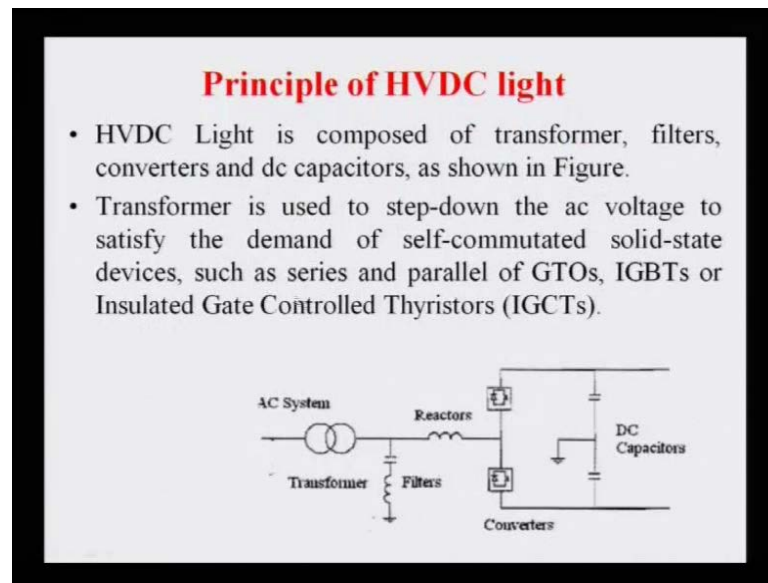 Principle of HVDC light
• HVDC Light is composed of transformer, filters,
converters and dc capacitors, as shown in Figure.
• Transformer is used to step-down the ac voltage to
satisfy the demand of self-commutated solid-state
devices, such as series and parallel of GTOs, IGBTs or
Insulated Gate Controlled Thyristors (IGCTs).
AC System
Reactors
DC
Capacitors
Transformer
Filters
Converters